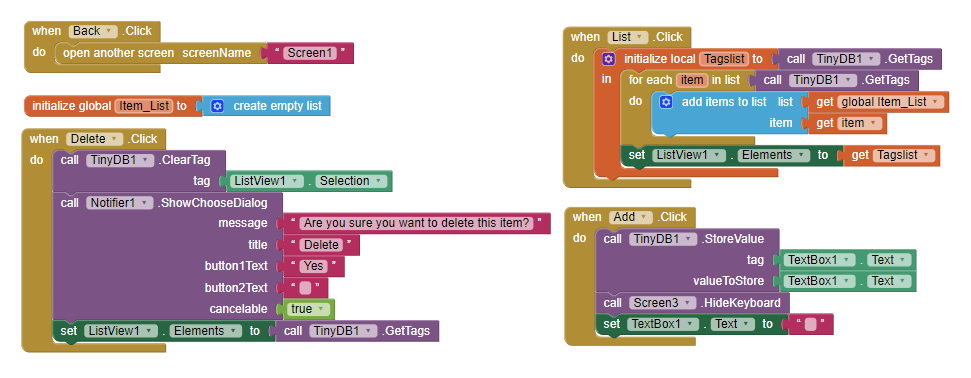 when Back .Click
do open another screen screenName " Screen1 "
initialize global Item_List to create empty list
when Delete .Click
do call TinyDB1 .ClearTag
tag ListView1 . Selection
call Notifier1 .ShowChooseDialog
message " Are you sure you want to delete this item? "
title " Delete "
button1Text " Yes "
button2Text " "
cancelable true
set ListView1 . Elements to call TinyDB1 .GetTags
when List .Click
do initialize local Tagslist to call TinyDB1 .GetTags
in for each item in list call TinyDB1 .GetTags
do add items to list list get global Item_List
item get item
set ListView1 . Elements to get Tagslist
when Add .Click
do call TinyDB1 .StoreValue
tag TextBox1 . Text
valueToStore TextBox1 . Text
call Screen3 .HideKeyboard
set TextBox1 . Text to " "